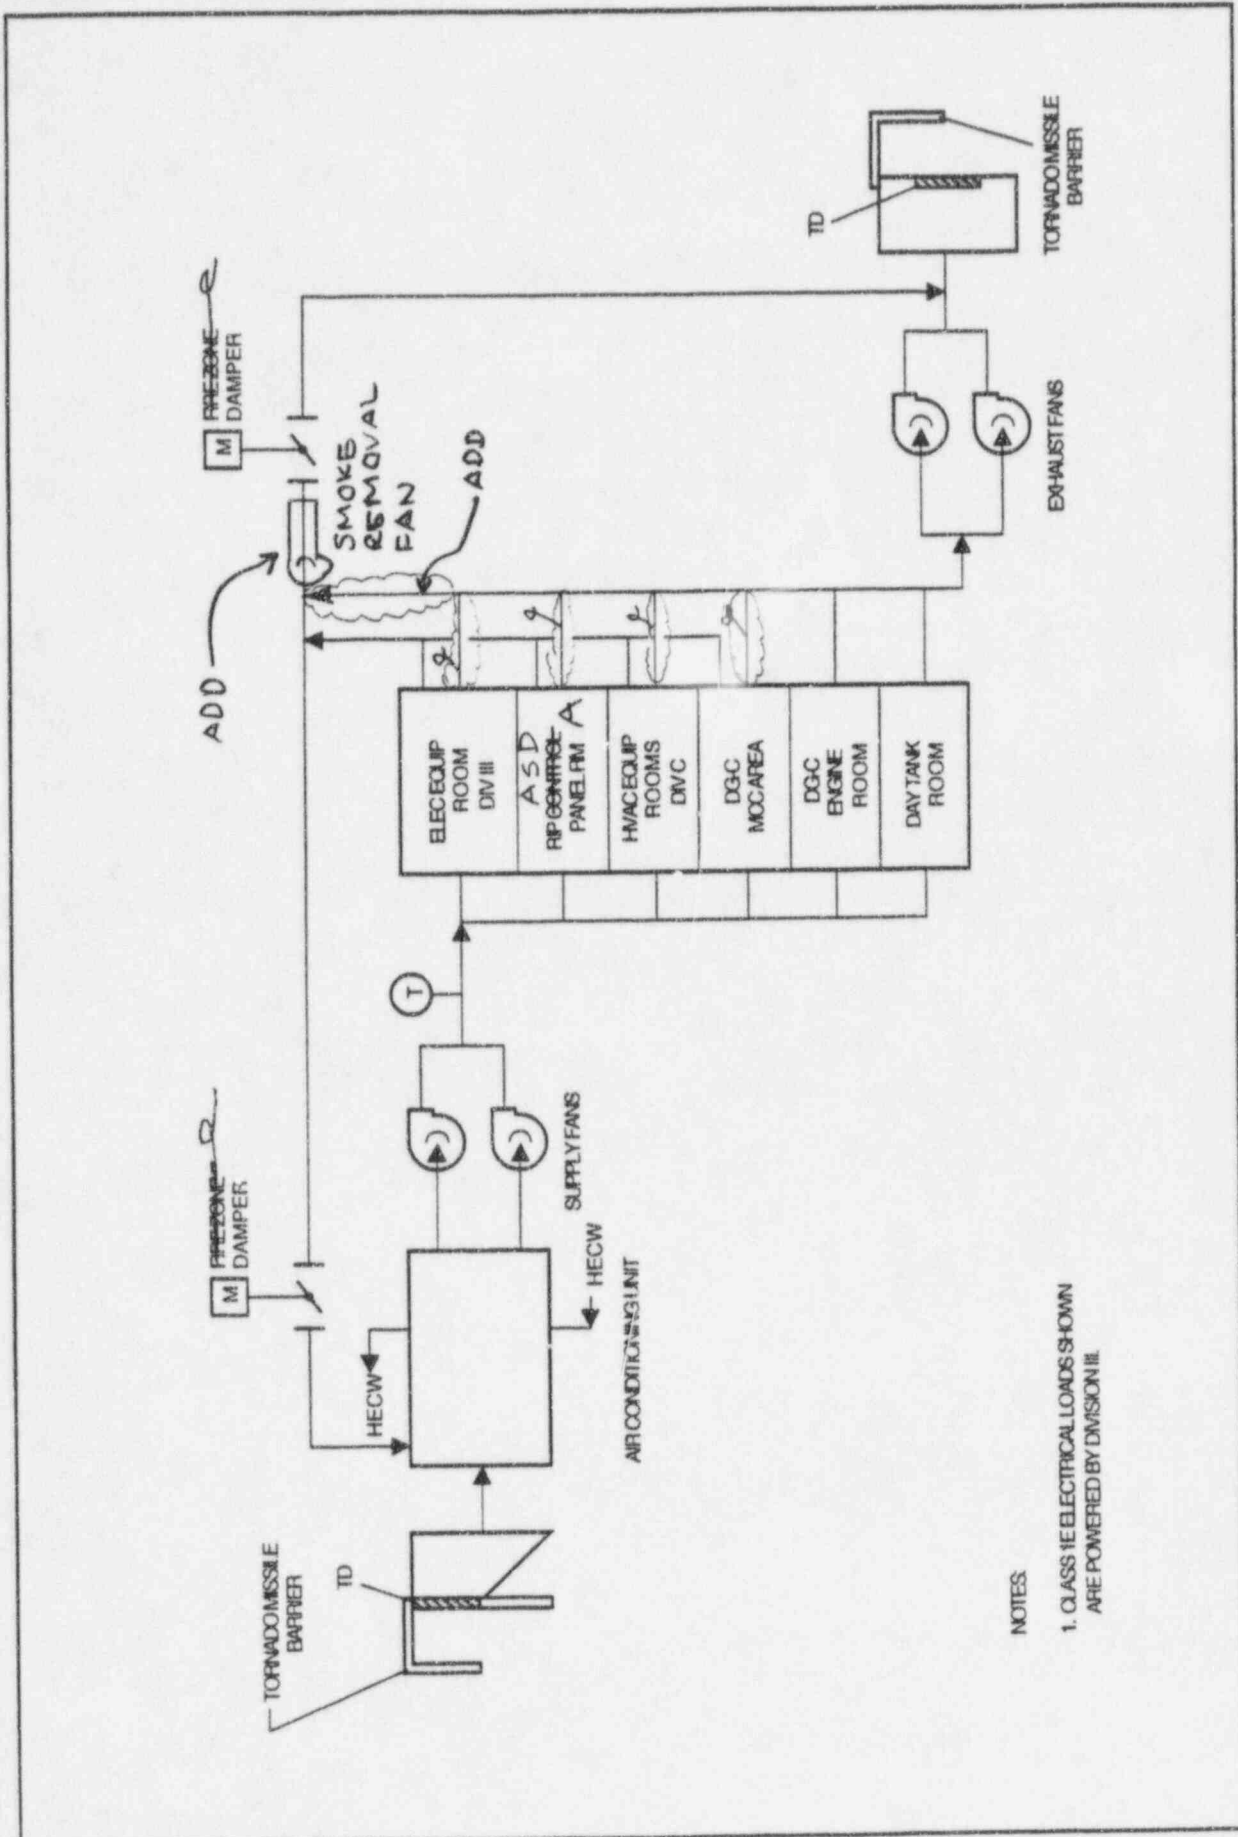 TORNADO MISSILE
BARRIER
TD
M
FIRE ZONE
DAMPER
HECW
HECW
AIR CONDITIONING UNIT
SUPPLY FANS
T
ADD
M
FIRE ZONE
DAMPER
SMOKE
REMOVAL
FAN
ADD
ELEC EQUIP
ROOM
DIV III
ASD
RIP CONTROL
PANEL RM A
HVAC EQUIP
ROOMS
DIV C
DG-C
MCC AREA
DG-C
ENGINE
ROOM
DAY TANK
ROOM
EXHAUST FANS
TD
TORNADO MISSILE
BARRIER
NOTES:
1. CLASS 1E ELECTRICAL LOADS SHOWN
ARE POWERED BY DIVISION III.